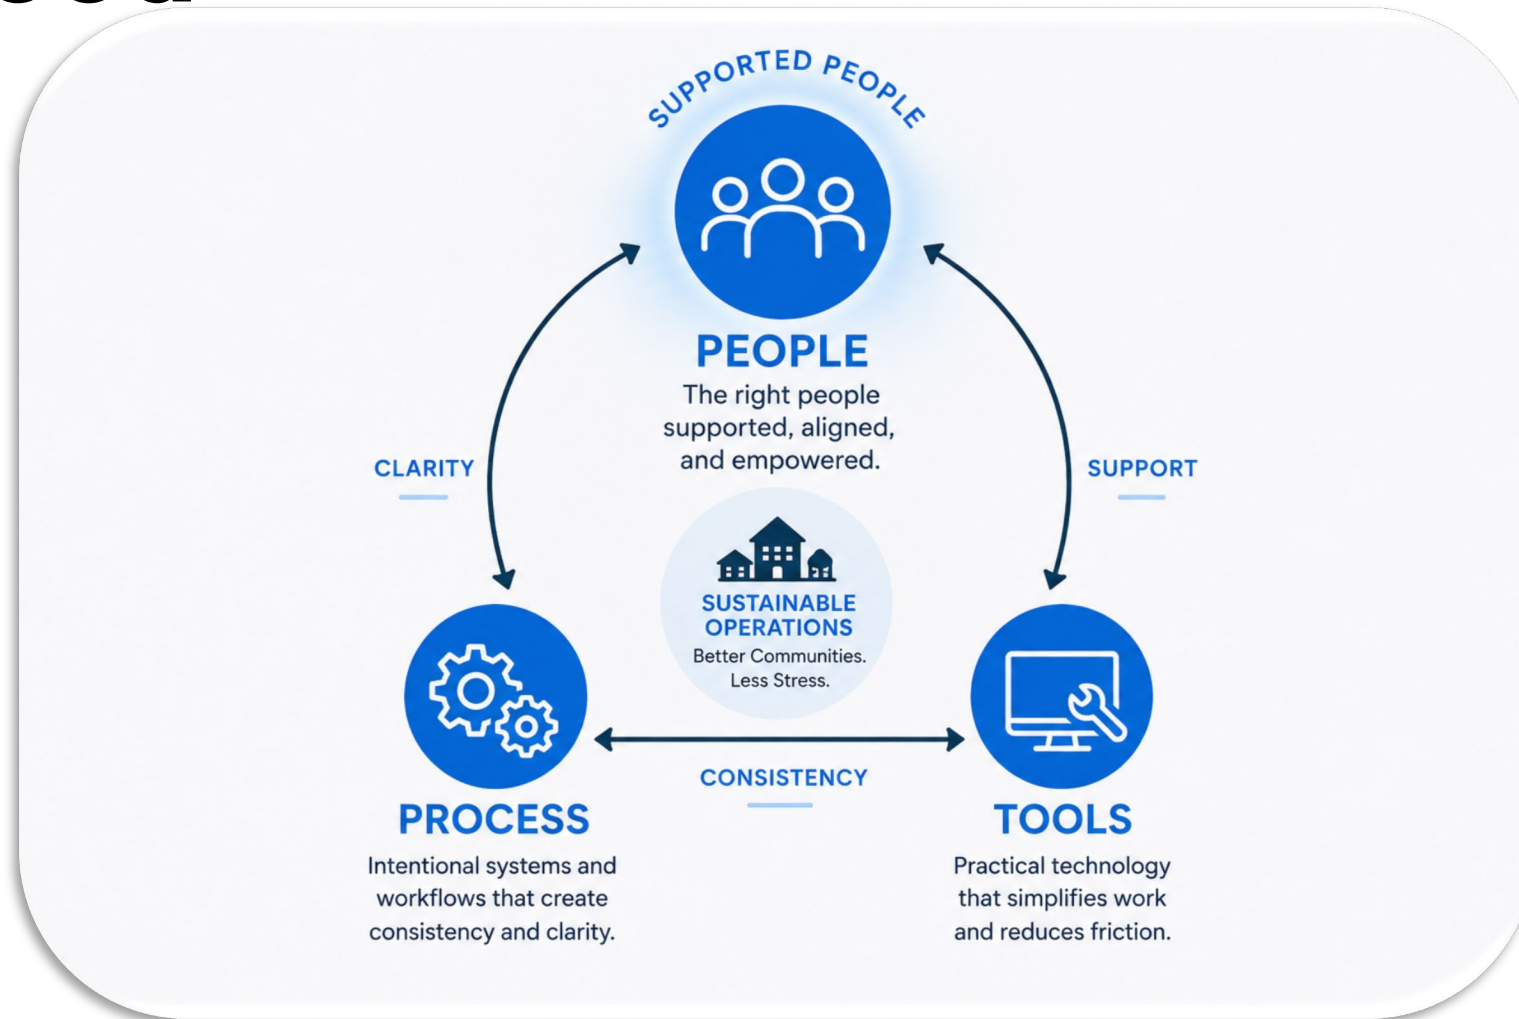 SUPPORTED PEOPLE
PEOPLE
The right people
supported, aligned,
and empowered.
CLARITY
SUPPORT
SUSTAINABLE
OPERATIONS
Better Communities.
Less Stress.
CONSISTENCY
PROCESS
Intentional systems and
workflows that create
consistency and clarity.
TOOLS
Practical technology
that simplifies work
and reduces friction.